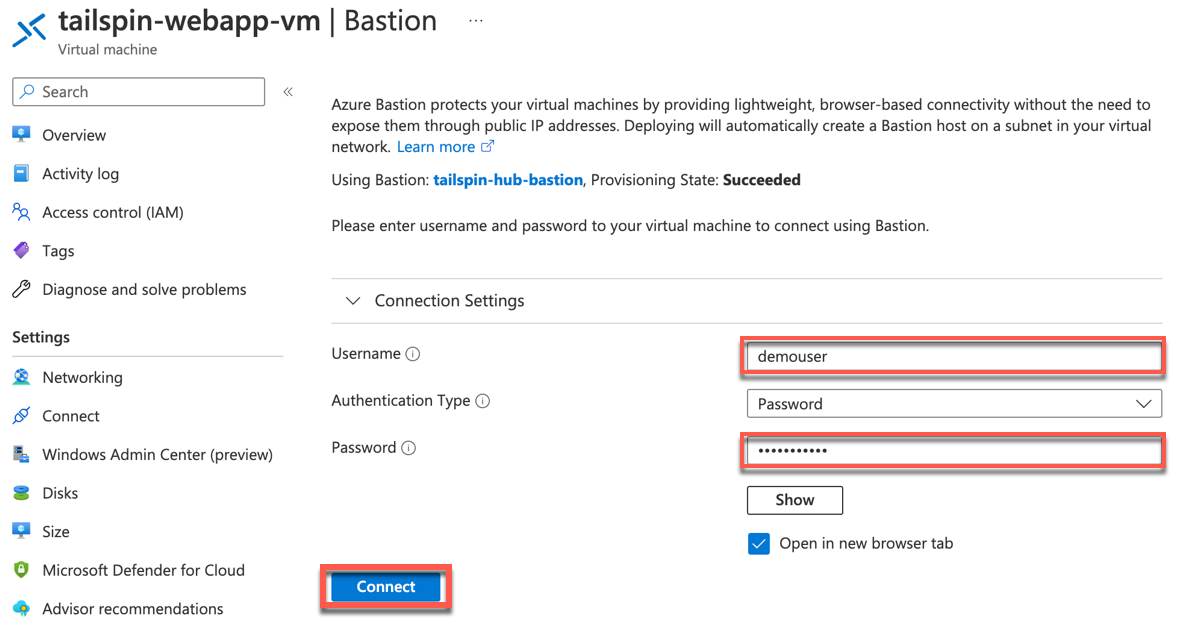 tailspin-webapp-vm | Bastion ...
Virtual machine
Search «
Overview
Activity log
Access control (IAM)
Tags
Diagnose and solve problems
Settings
Networking
Connect
Windows Admin Center (preview)
Disks
Size
Microsoft Defender for Cloud
Advisor recommendations
Azure Bastion protects your virtual machines by providing lightweight, browser-based connectivity without the need to
expose them through public IP addresses. Deploying will automatically create a Bastion host on a subnet in your virtual
network. Learn more
Using Bastion: tailspin-hub-bastion, Provisioning State: Succeeded
Please enter username and password to your virtual machine to connect using Bastion.
Connection Settings
Username
demouser
Authentication Type
Password
Password
•••••••••••
Show
Open in new browser tab
Connect